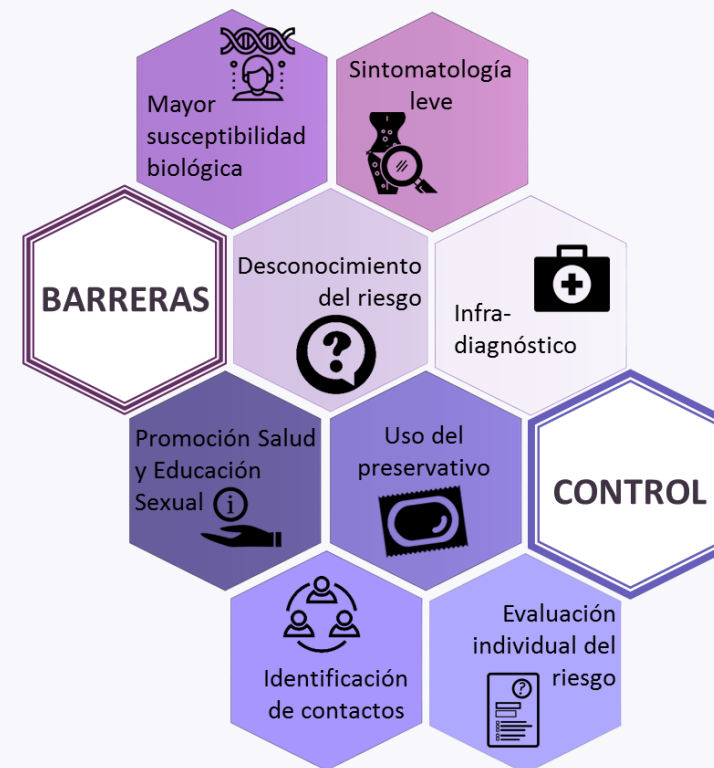 Mayor
susceptibilidad
biológica
Sintomatología
leve
BARRERAS
Desconocimiento
del riesgo
?
Infra-
diagnóstico
Promoción Salud
y Educación
Sexual
i
Uso del
preservativo
CONTROL
Identificación
de contactos
Evaluación
individual del
riesgo
?